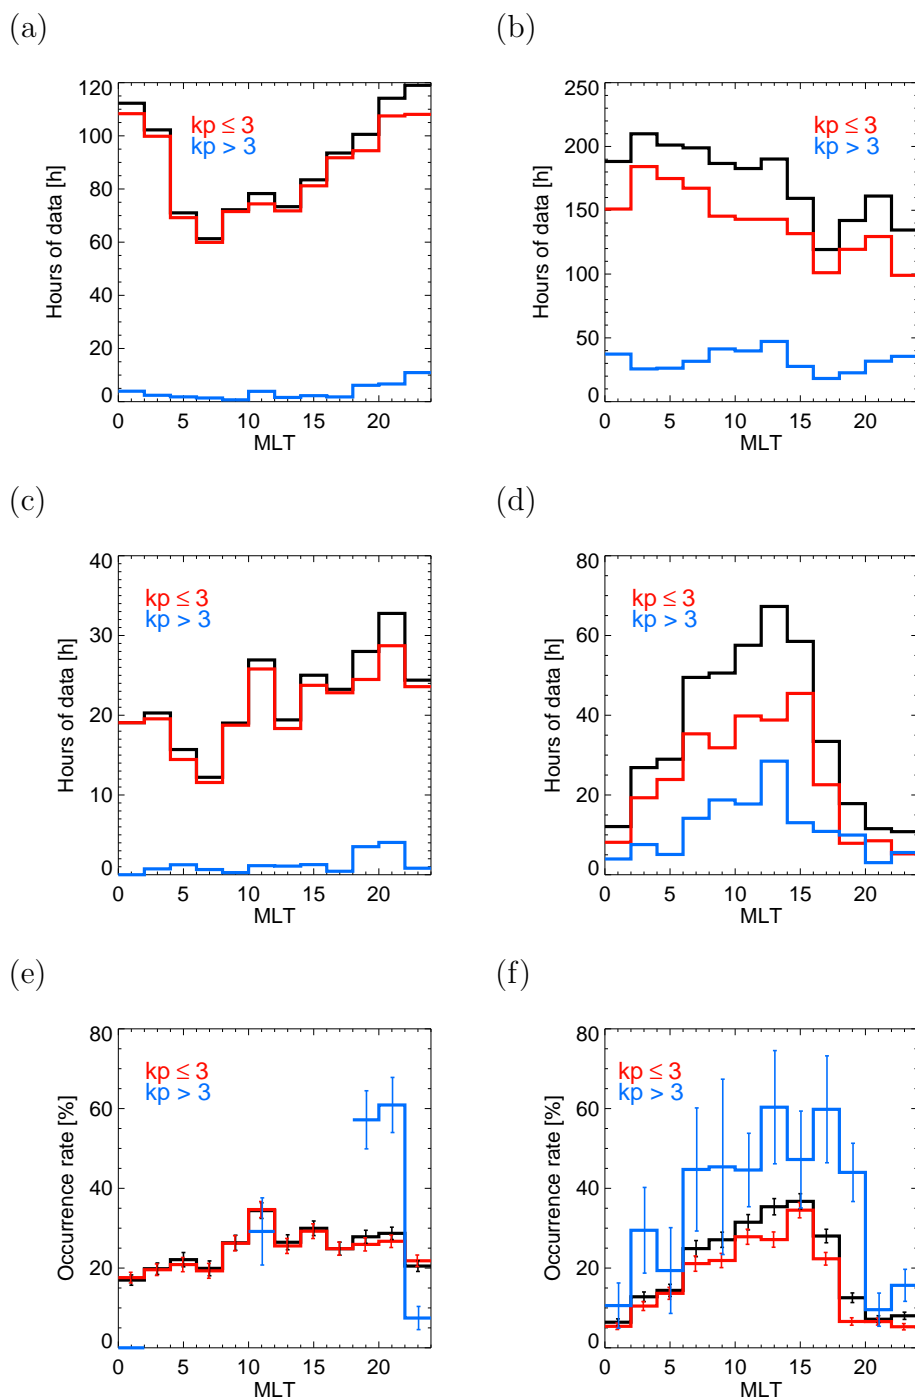 (a)
120
100
80
60
40
20
0
Hours of data [h]
kp ≤ 3
kp > 3
0 5 10 15 20
MLT
(b)
250
200
150
100
50
0
Hours of data [h]
kp ≤ 3
kp > 3
0 5 10 15 20
MLT
(c)
40
30
20
10
0
Hours of data [h]
kp ≤ 3
kp > 3
0 5 10 15 20
MLT
(d)
80
60
40
20
0
Hours of data [h]
kp ≤ 3
kp > 3
0 5 10 15 20
MLT
(e)
80
60
40
20
0
Occurrence rate [%]
kp ≤ 3
kp > 3
0 5 10 15 20
MLT
(f)
80
60
40
20
0
Occurrence rate [%]
kp ≤ 3
kp > 3
0 5 10 15 20
MLT